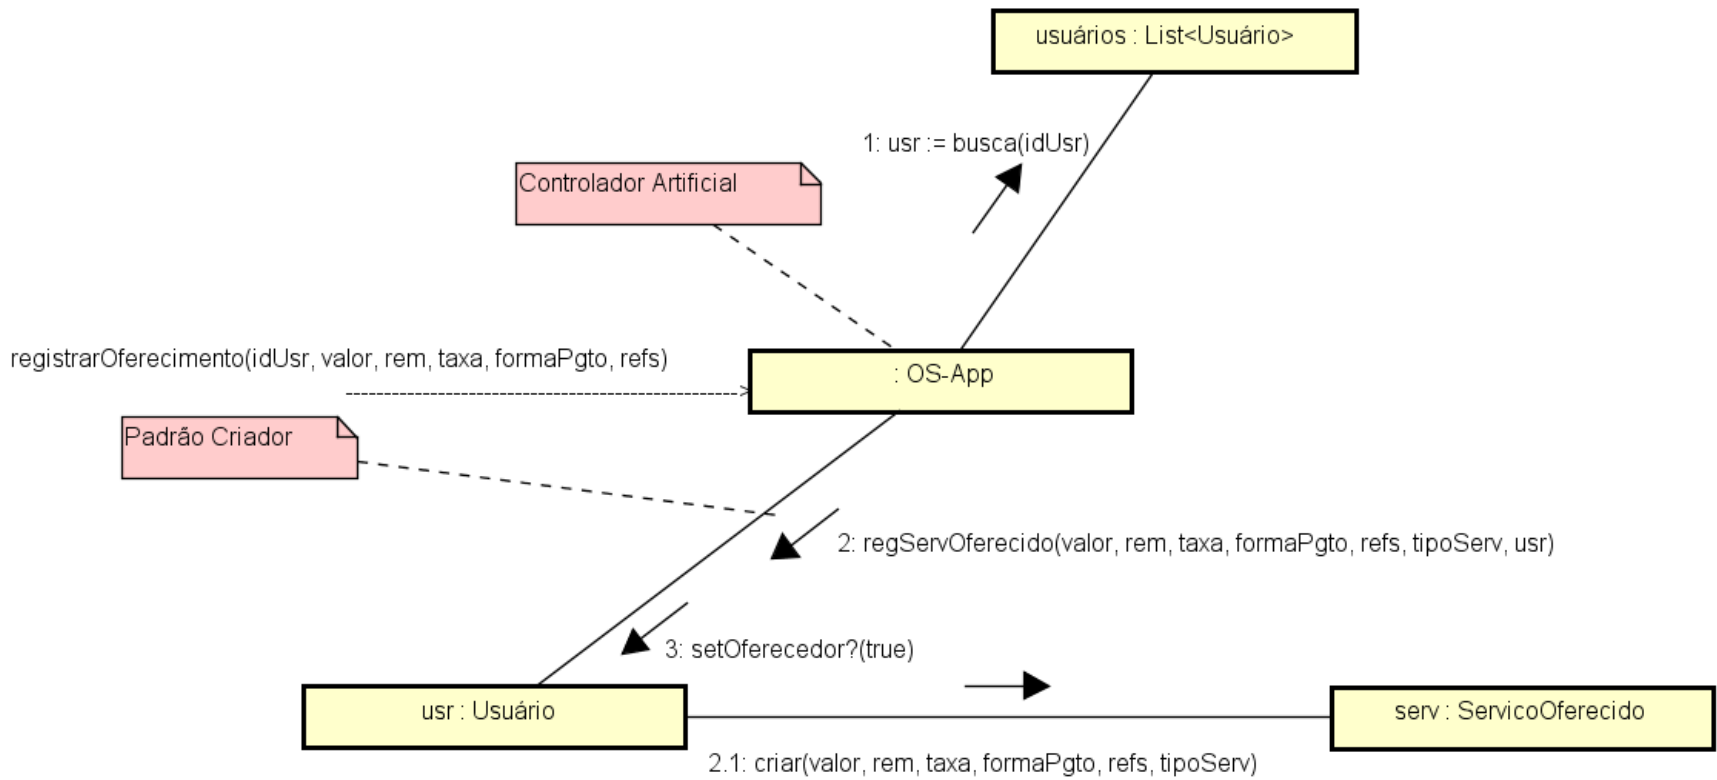 usuários : List<Usuário>
1: usr := busca(idUsr)
Controlador Artificial
registrarOferecimento(idUsr, valor, rem, taxa, formaPgto, refs)
: OS-App
Padrão Criador
2: regServOferecido(valor, rem, taxa, formaPgto, refs, tipoServ, usr)
3: setOferecedor?(true)
usr : Usuário
serv : ServicoOferecido
2.1: criar(valor, rem, taxa, formaPgto, refs, tipoServ)